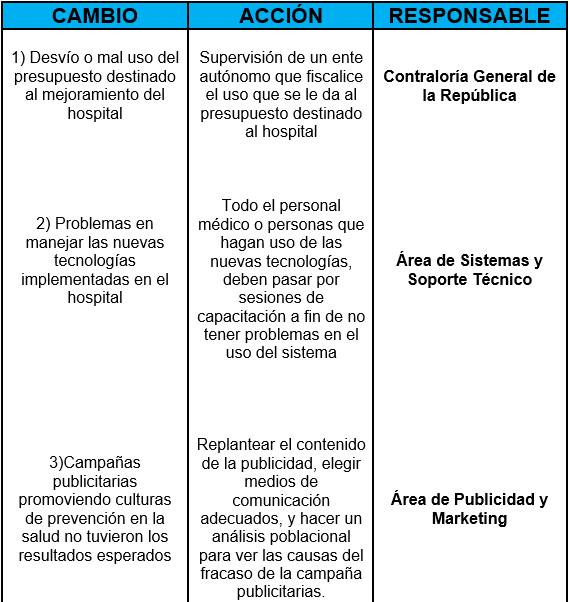 CAMBIO
ACCIÓN
RESPONSABLE
1) Desvío o mal uso del
presupuesto destinado
al mejoramiento del
hospital
Supervisión de un ente
autónomo que fiscalice
el uso que se le da al
presupuesto destinado
al hospital
Contraloría General de
la República
2) Problemas en
manejar las nuevas
tecnologías
implementadas en el
hospital
Todo el personal
médico o personas que
hagan uso de las
nuevas tecnologías,
deben pasar por
sesiones de
capacitación a fin de no
tener problemas en el
uso del sistema
Área de Sistemas y
Soporte Técnico
3)Campañas
publicitarias
promoviendo culturas
de prevención en la
salud no tuvieron los
resultados esperados
Replantear el contenido
de la publicidad, elegir
medios de
comunicación
adecuados, y hacer un
análisis poblacional
para ver las causas del
fracaso de la campaña
publicitarias.
Área de Publicidad y
Marketing